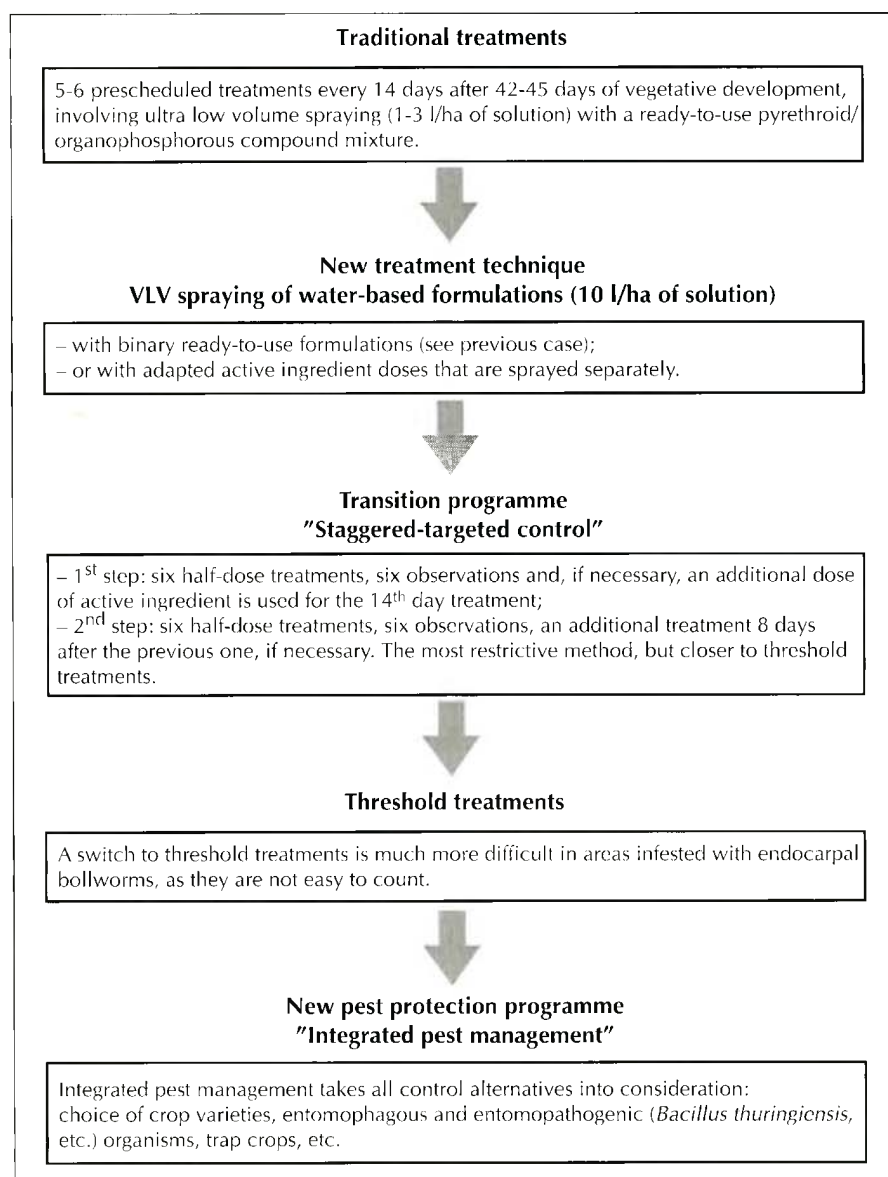 Traditional treatments
5-6 prescheduled treatments every 14 days after 42-45 days of vegetative development,
involving ultra low volume spraying (1-3 l/ha of solution) with a ready-to-use pyrethroid/
organophosphorous compound mixture.
New treatment technique
VLV spraying of water-based formulations (10 l/ha of solution)
– with binary ready-to-use formulations (see previous case);
– or with adapted active ingredient doses that are sprayed separately.
Transition programme
"Staggered-targeted control"
– 1st step: six half-dose treatments, six observations and, if necessary, an additional dose
of active ingredient is used for the 14th day treatment;
– 2nd step: six half-dose treatments, six observations, an additional treatment 8 days
after the previous one, if necessary. The most restrictive method, but closer to threshold
treatments.
Threshold treatments
A switch to threshold treatments is much more difficult in areas infested with endocarpal
bollworms, as they are not easy to count.
New pest protection programme
"Integrated pest management"
Integrated pest management takes all control alternatives into consideration:
choice of crop varieties, entomophagous and entomopathogenic (Bacillus thuringiensis,
etc.) organisms, trap crops, etc.